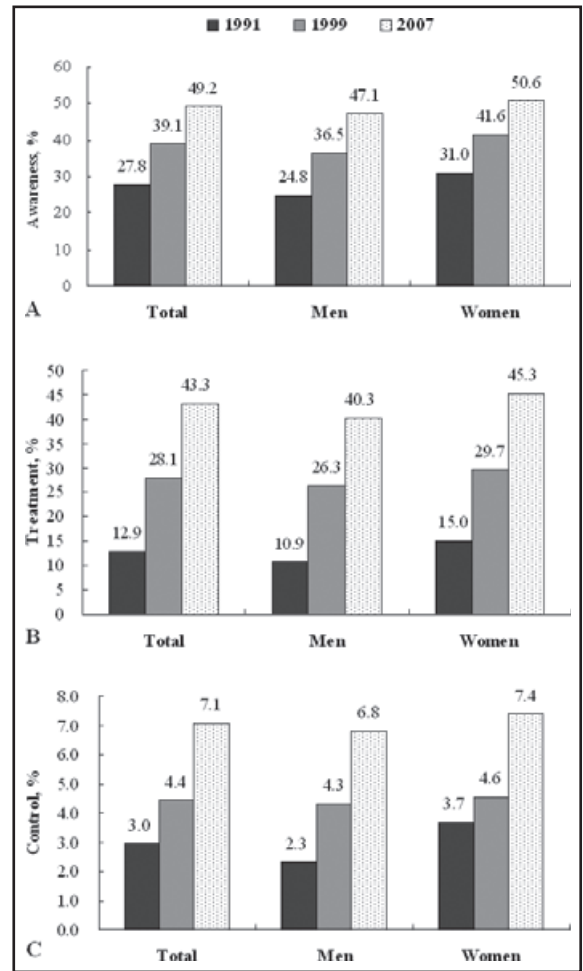 1991 1999 2007
Awareness, %
60
50
40
30
20
10
0
27.8 39.1 49.2
24.8 36.5 47.1
31.0 41.6 50.6
A
Total Men Women
Treatment, %
50
45
40
35
30
25
20
15
10
5
0
12.9 28.1 43.3
10.9 26.3 40.3
15.0 29.7 45.3
B
Total Men Women
Control, %
8.0
7.0
6.0
5.0
4.0
3.0
2.0
1.0
0.0
3.0 4.4 7.1
2.3 4.3 6.8
3.7 4.6 7.4
C
Total Men Women